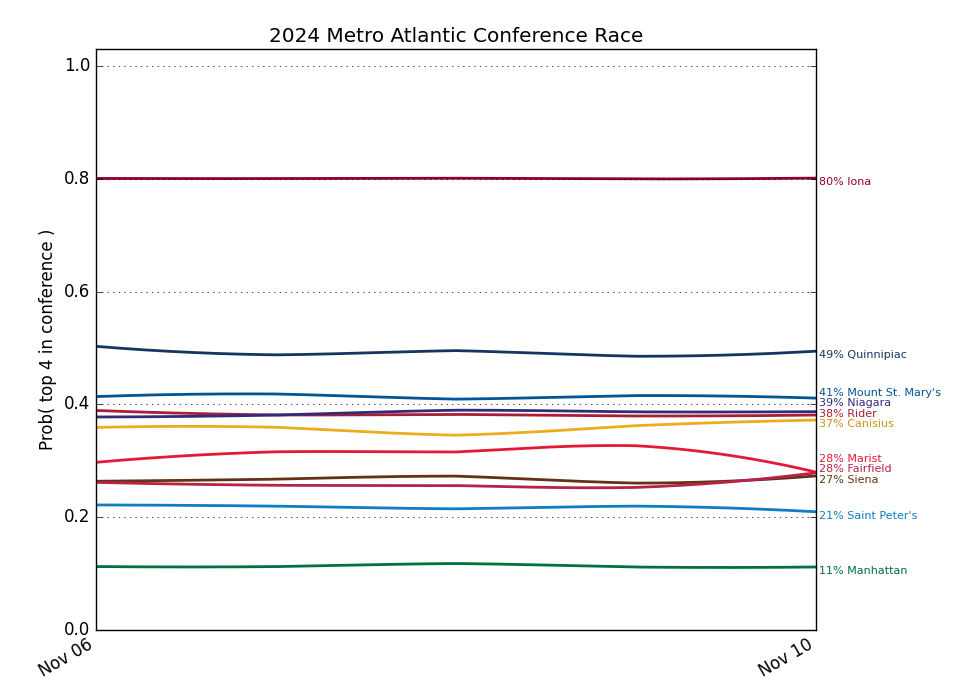 2024 Metro Atlantic Conference Race
Prob( top 4 in conference )
1.0
0.8
0.6
0.4
0.2
0.0
Nov 06
Nov 10
80% Iona
49% Quinnipiac
41% Mount St. Mary's
39% Niagara
38% Rider
37% Canisius
28% Marist
28% Fairfield
27% Siena
21% Saint Peter's
11% Manhattan